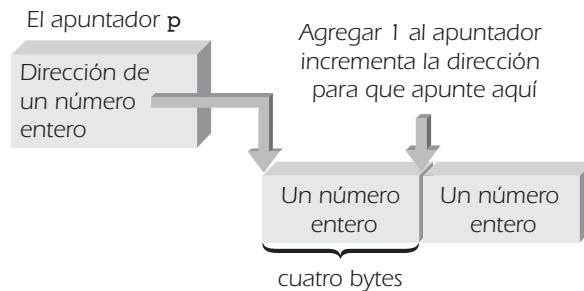 El apuntador p
Dirección de
un número
entero
Agregar 1 al apuntador
incrementa la dirección
para que apunte aquí
Un número
entero
Un número
entero
cuatro bytes